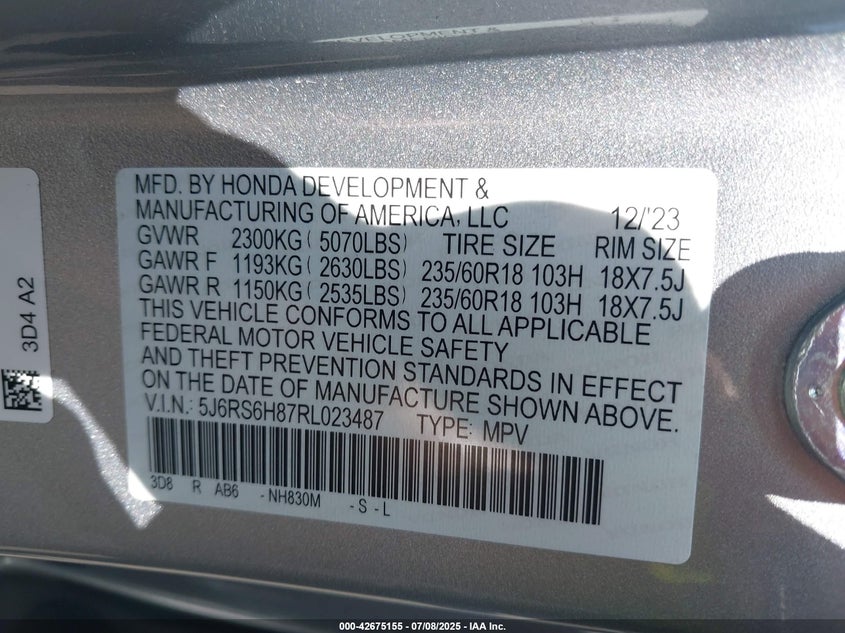 DEVELOPMENT &
MFD. BY HONDA DEVELOPMENT &
MANUFACTURING OF AMERICA, LLC 12/'23
GVWR 2300KG( 5070LBS) TIRE SIZE RIM SIZE
GAWR F 1193KG( 2630LBS) 235/60R18 103H 18X7.5J
GAWR R 1150KG( 2535LBS) 235/60R18 103H 18X7.5J
THIS VEHICLE CONFORMS TO ALL APPLICABLE
FEDERAL MOTOR VEHICLE SAFETY
AND THEFT PREVENTION STANDARDS IN EFFECT
ON THE DATE OF MANUFACTURE SHOWN ABOVE.
V.I.N.: 5J6RS6H87RL023487 TYPE: MPV
3D8 R AB6 -NH830M -S-L
3D4 A2
000-42675155 - 07/08/2025 - IAA Inc.